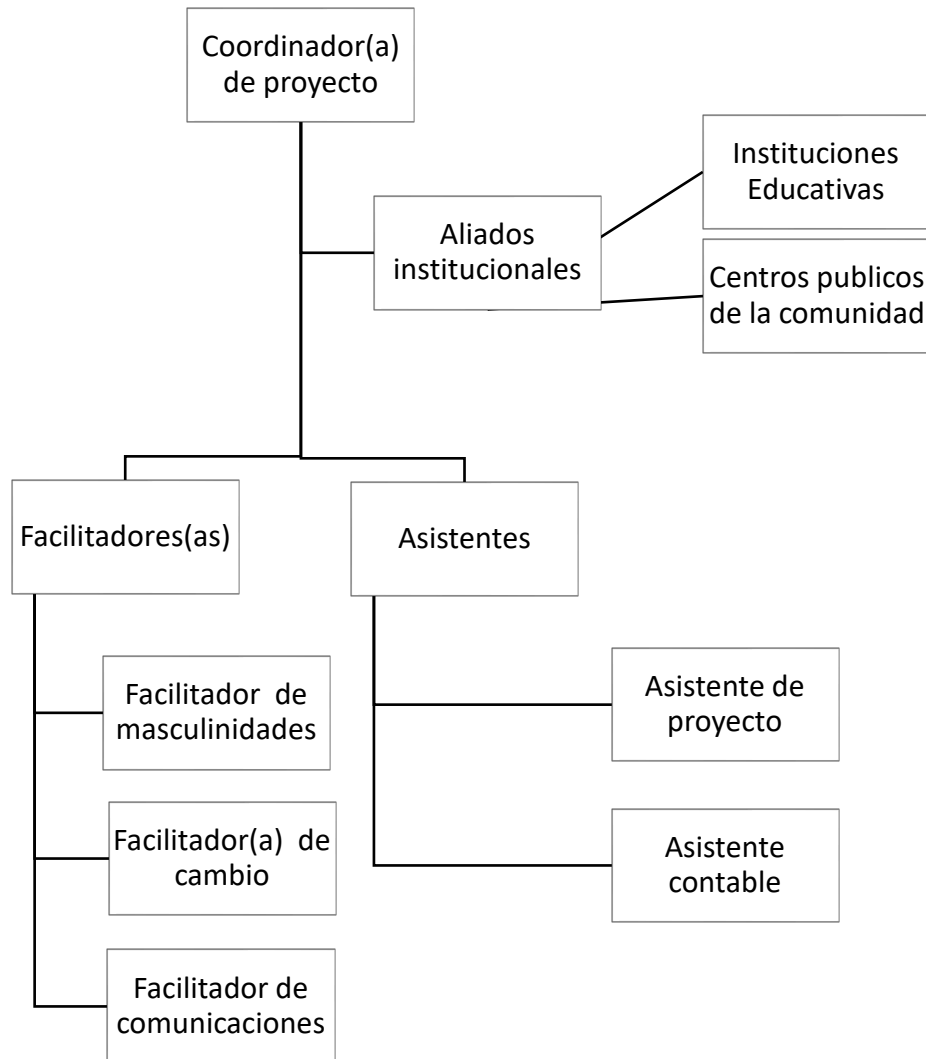 Coordinador(a)
de proyecto
Instituciones
Educativas
Aliados
institucionales
Centros publicos
de la comunidad
Facilitadores(as)
Asistentes
Facilitador de
masculinidades
Facilitador(a) de
cambio
Facilitador de
comunicaciones
Asistente de
proyecto
Asistente
contable